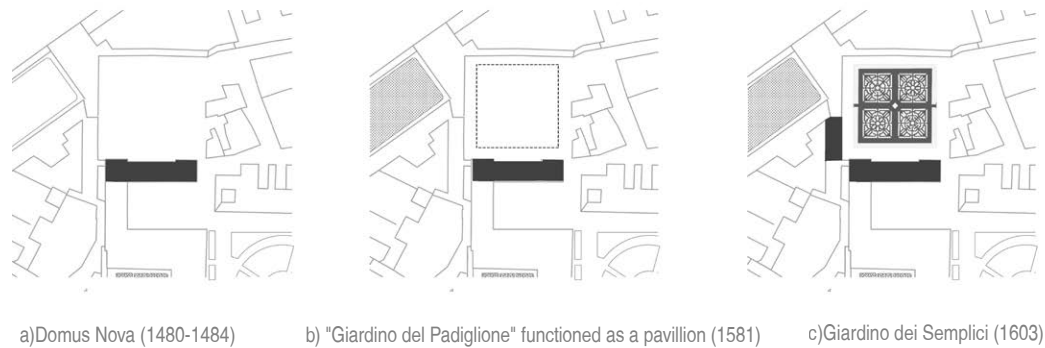 a)Domus Nova (1480-1484)
b) "Giardino del Padiglione" functioned as a pavillion (1581)
c)Giardino dei Semplici (1603)